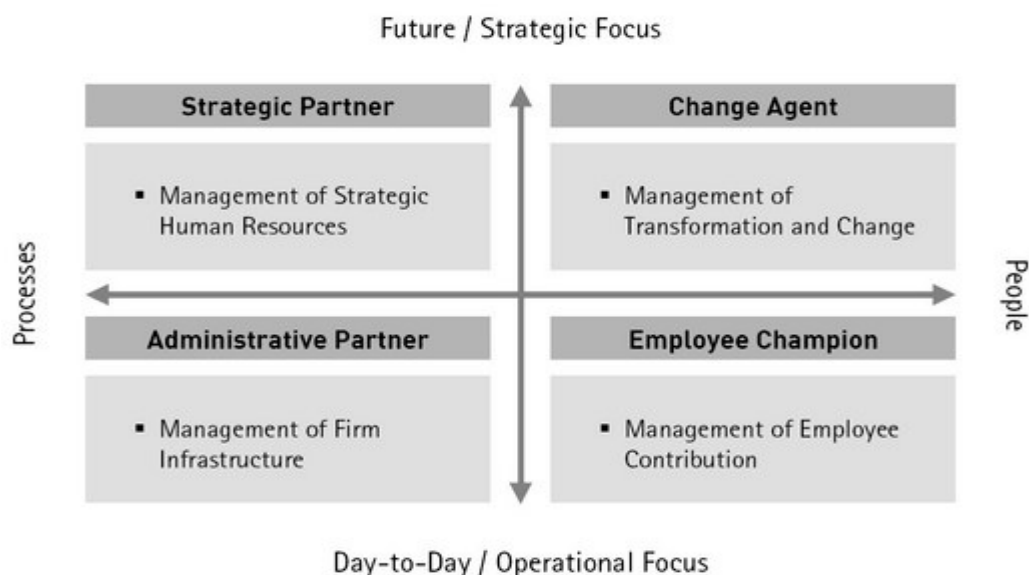 Future / Strategic Focus
Strategic Partner
Change Agent
▪ Management of Strategic
Human Resources
▪ Management of
Transformation and Change
Processes
People
Administrative Partner
Employee Champion
▪ Management of Firm
Infrastructure
▪ Management of Employee
Contribution
Day-to-Day / Operational Focus